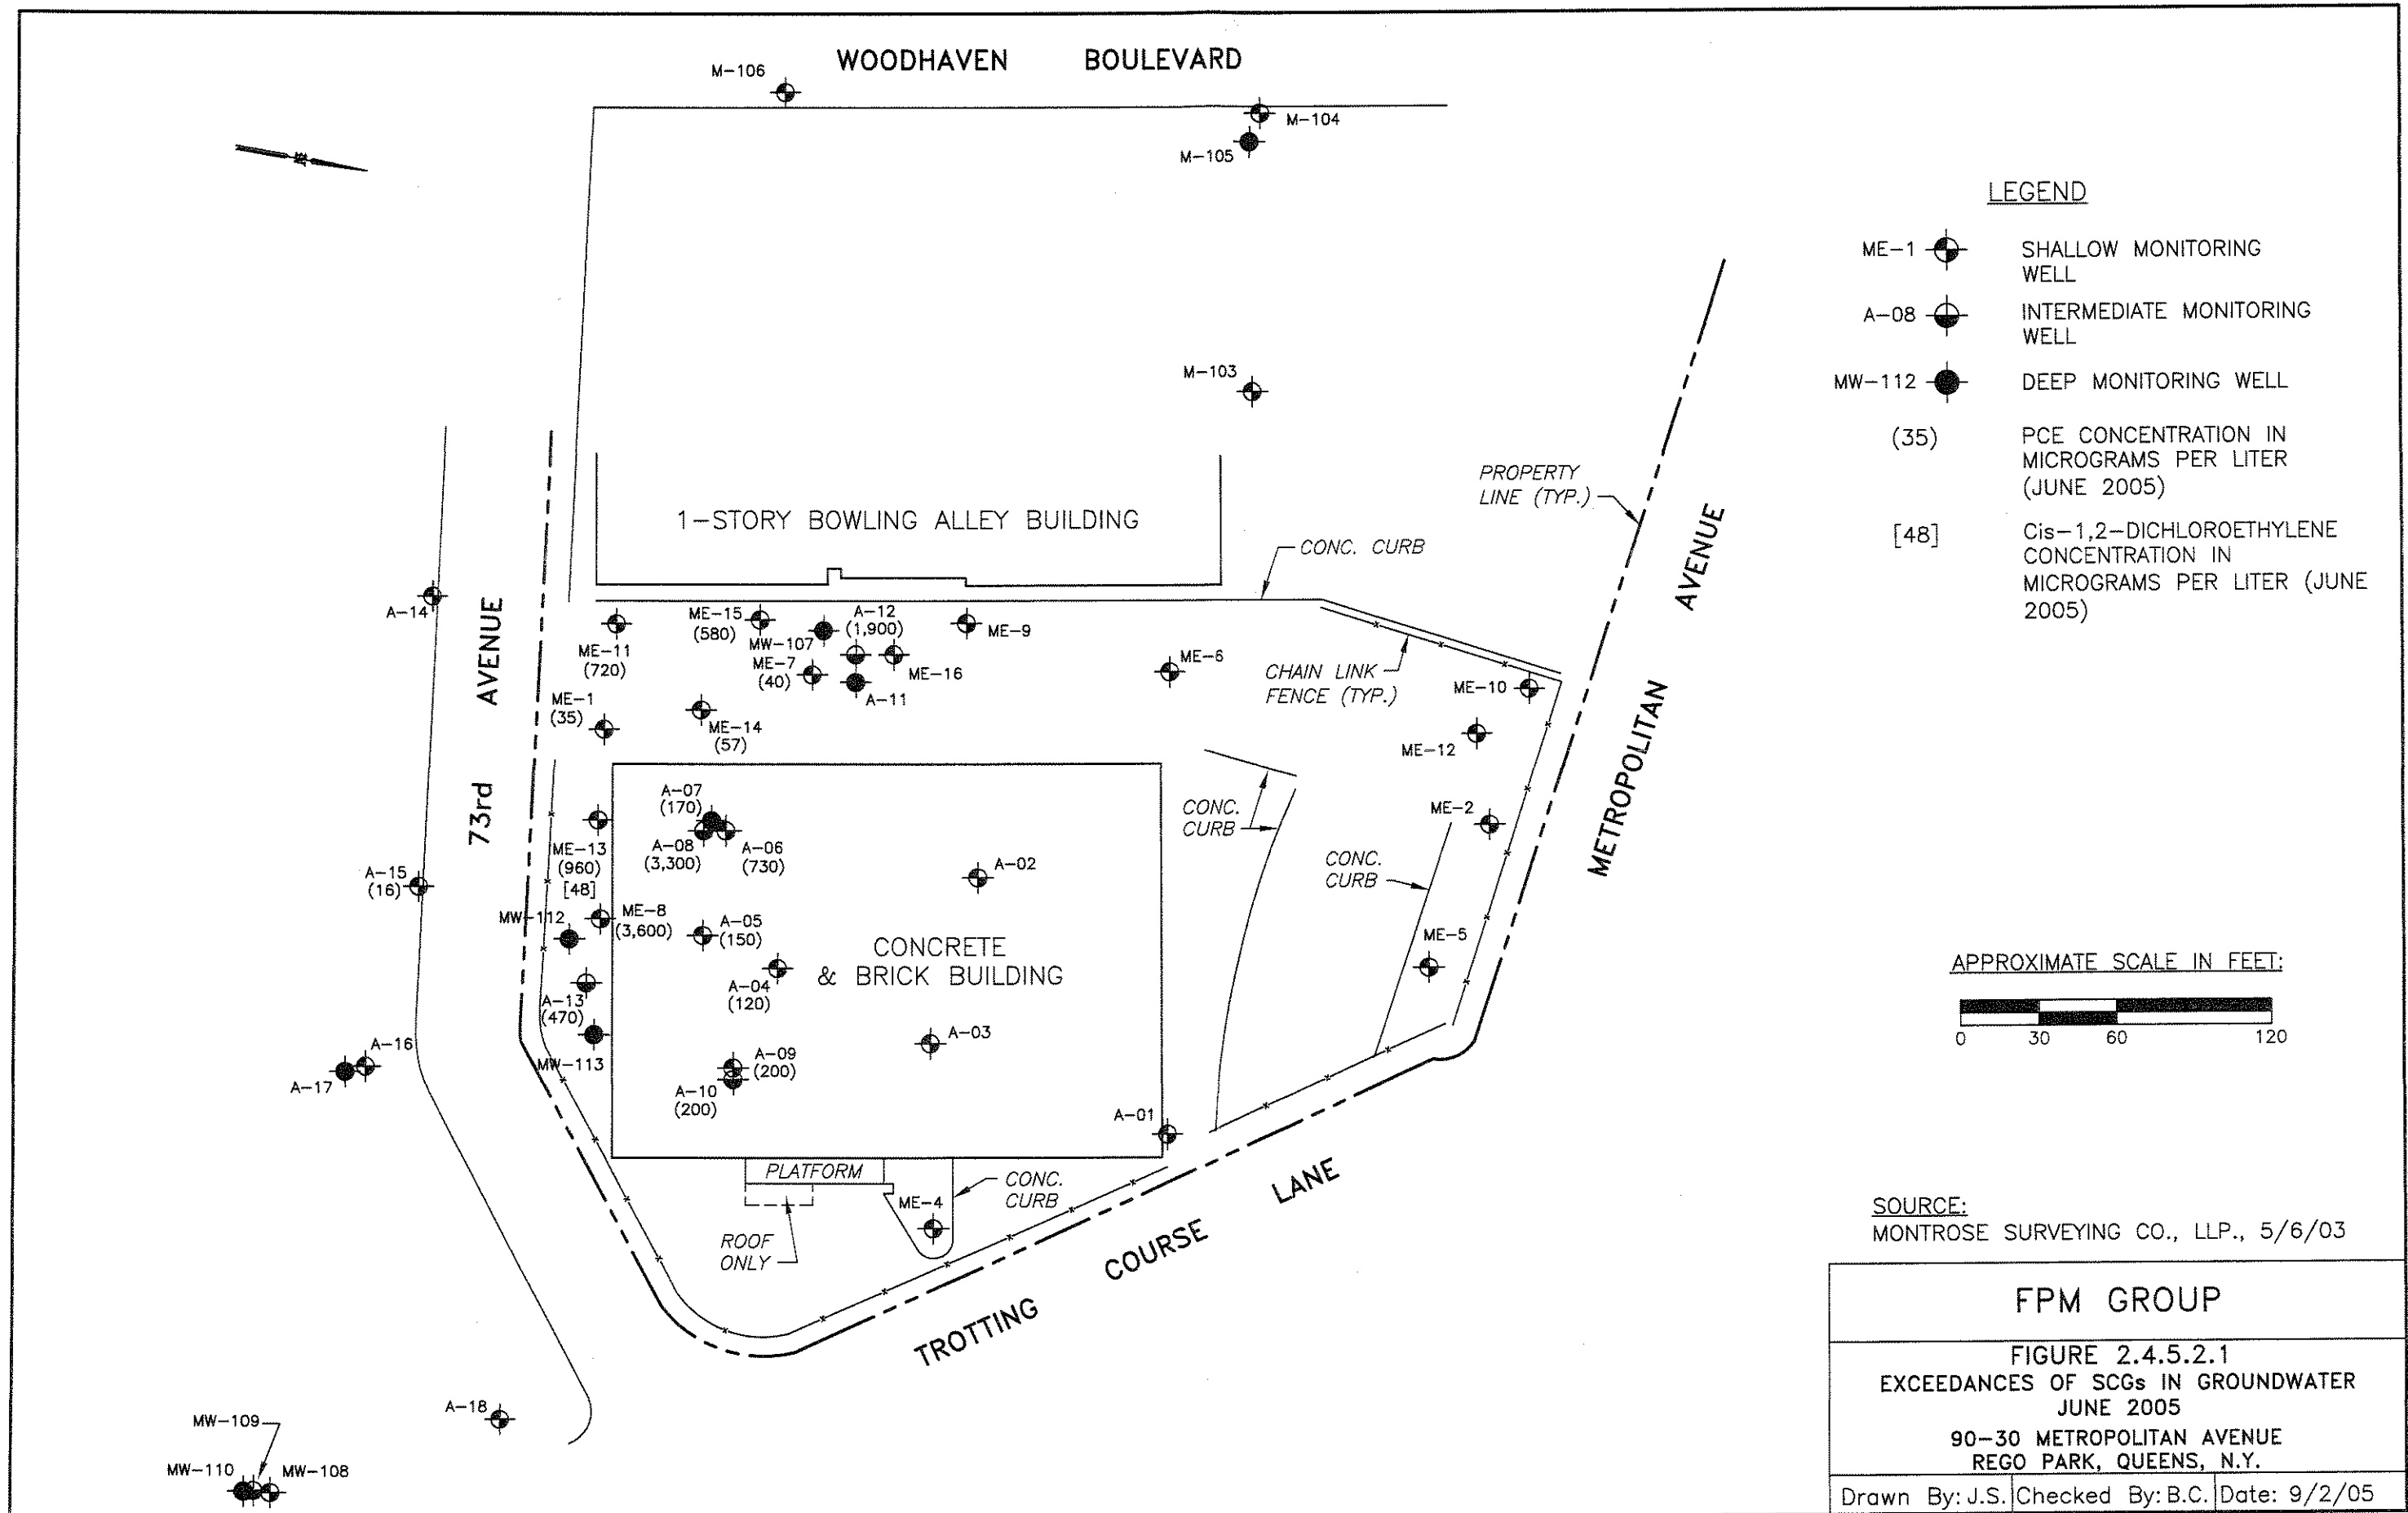 WOODHAVEN BOULEVARD
M-106
M-104
M-105
M-103
LEGEND
ME-1
SHALLOW MONITORING
WELL
A-08
INTERMEDIATE MONITORING
WELL
MW-112
DEEP MONITORING WELL
(35)
PCE CONCENTRATION IN
MICROGRAMS PER LITER
(JUNE 2005)
[48]
Cis-1,2-DICHLOROETHYLENE
CONCENTRATION IN
MICROGRAMS PER LITER (JUNE
2005)
PROPERTY
LINE (TYP.)
1-STORY BOWLING ALLEY BUILDING
CONC. CURB
METROPOLITAN AVENUE
73rd AVENUE
A-14
ME-11
(720)
ME-15
(580)
MW-107
A-12
(1,900)
ME-9
ME-7
(40)
ME-16
A-11
ME-6
CHAIN LINK
FENCE (TYP.)
ME-10
ME-1
(35)
ME-14
(57)
ME-12
A-07
(170)
A-08
(3,300)
A-06
(730)
CONC.
CURB
ME-2
ME-13
(960)
[48]
A-02
CONC.
CURB
A-15
(16)
MW-112
ME-8
(3,600)
A-05
(150)
CONCRETE
& BRICK BUILDING
ME-5
A-04
(120)
A-13
(470)
A-03
A-16
A-17
MW-113
A-09
(200)
A-10
(200)
A-01
PLATFORM
CONC.
CURB
ME-4
ROOF
ONLY
TROTTING COURSE LANE
A-18
MW-109
MW-110
MW-108
APPROXIMATE SCALE IN FEET:
0 30 60 120
SOURCE:
MONTROSE SURVEYING CO., LLP., 5/6/03
FPM GROUP
FIGURE 2.4.5.2.1
EXCEEDANCES OF SCGs IN GROUNDWATER
JUNE 2005
90-30 METROPOLITAN AVENUE
REGO PARK, QUEENS, N.Y.
Drawn By: J.S. Checked By: B.C. Date: 9/2/05